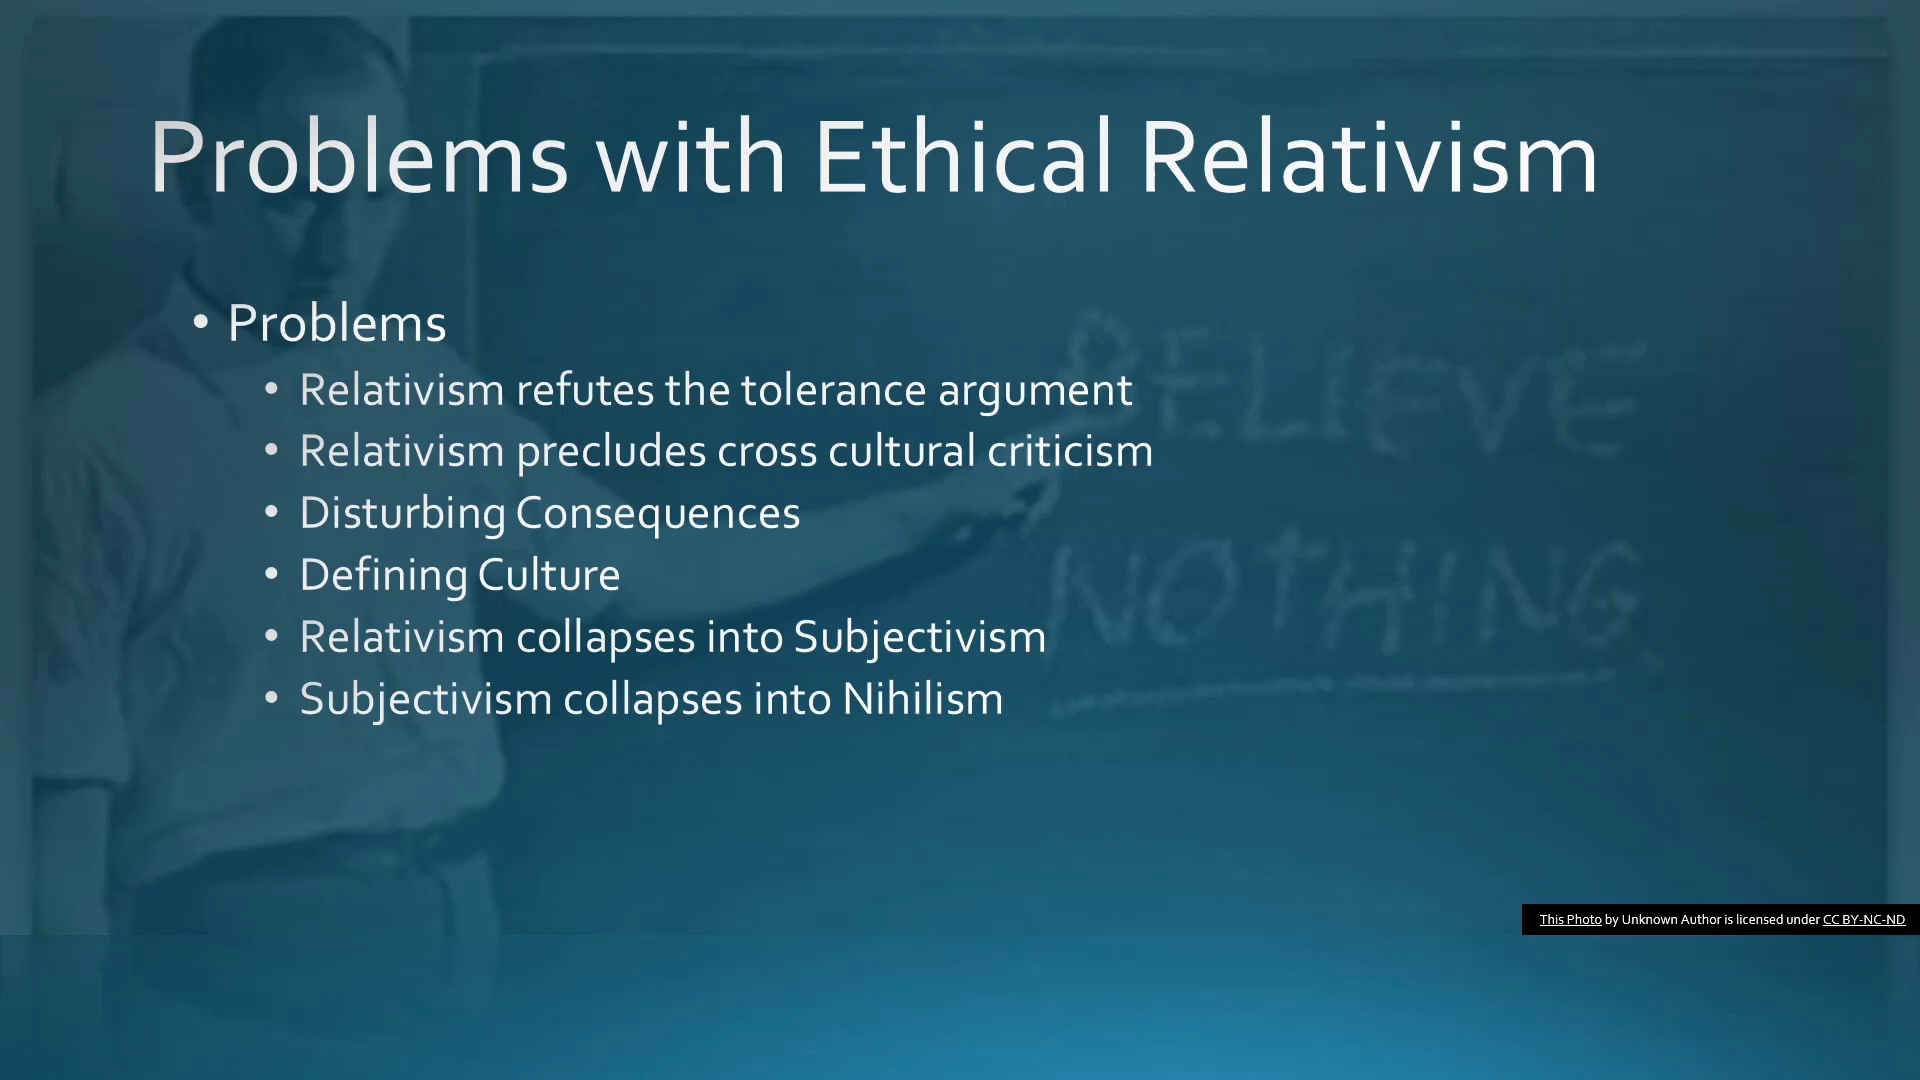 Problems with Ethical Relativism
• Problems
• Relativism refutes the tolerance argument
• Relativism precludes cross cultural criticism
• Disturbing Consequences
• Defining Culture
• Relativism collapses into Subjectivism
• Subjectivism collapses into Nihilism
BELIEVE
NOTHING
This Photo by Unknown Author is licensed under CC BY-NC-ND